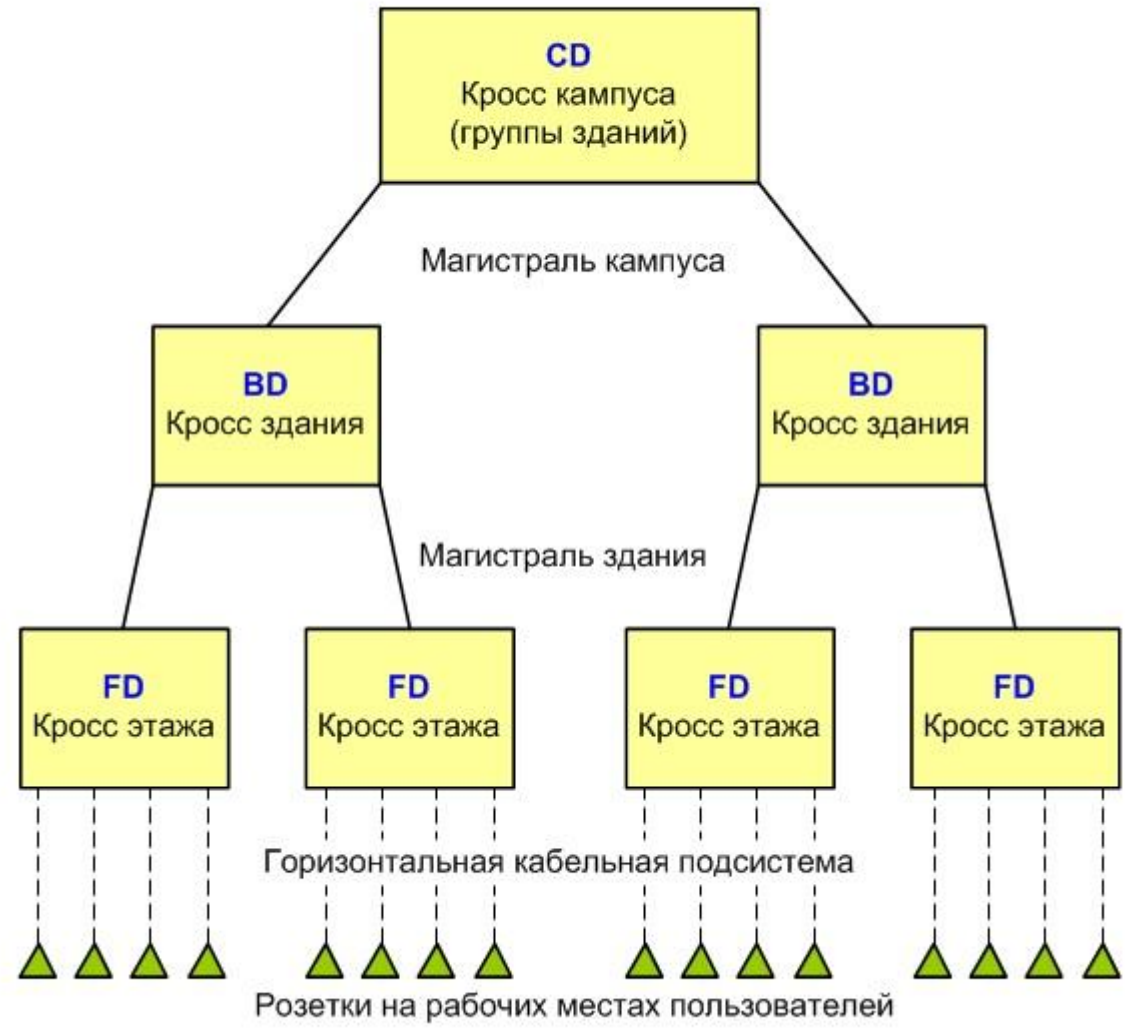 CD
Кросс кампуса
(группы зданий)
Магистраль кампуса
BD
Кросс здания
BD
Кросс здания
Магистраль здания
FD
Кросс этажа
FD
Кросс этажа
FD
Кросс этажа
FD
Кросс этажа
Горизонтальная кабельная подсистема
Розетки на рабочих местах пользователей